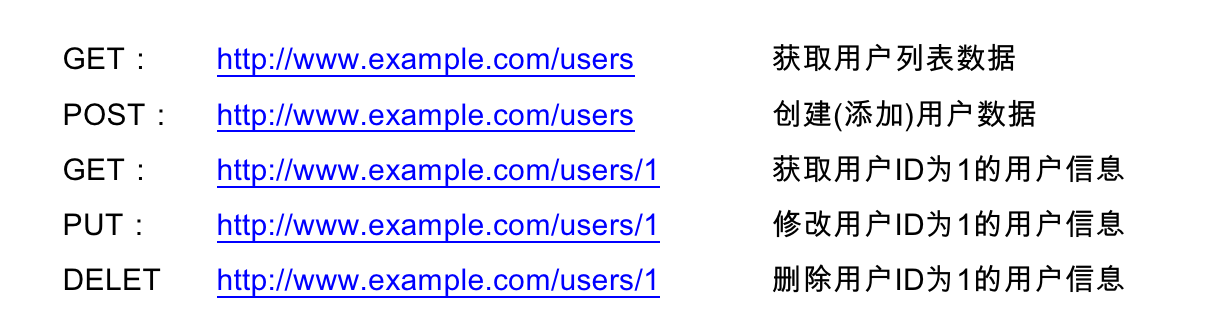 GET： http://www.example.com/users 获取用户列表数据
POST： http://www.example.com/users 创建(添加)用户数据
GET： http://www.example.com/users/1 获取用户ID为1的用户信息
PUT： http://www.example.com/users/1 修改用户ID为1的用户信息
DELET http://www.example.com/users/1 删除用户ID为1的用户信息